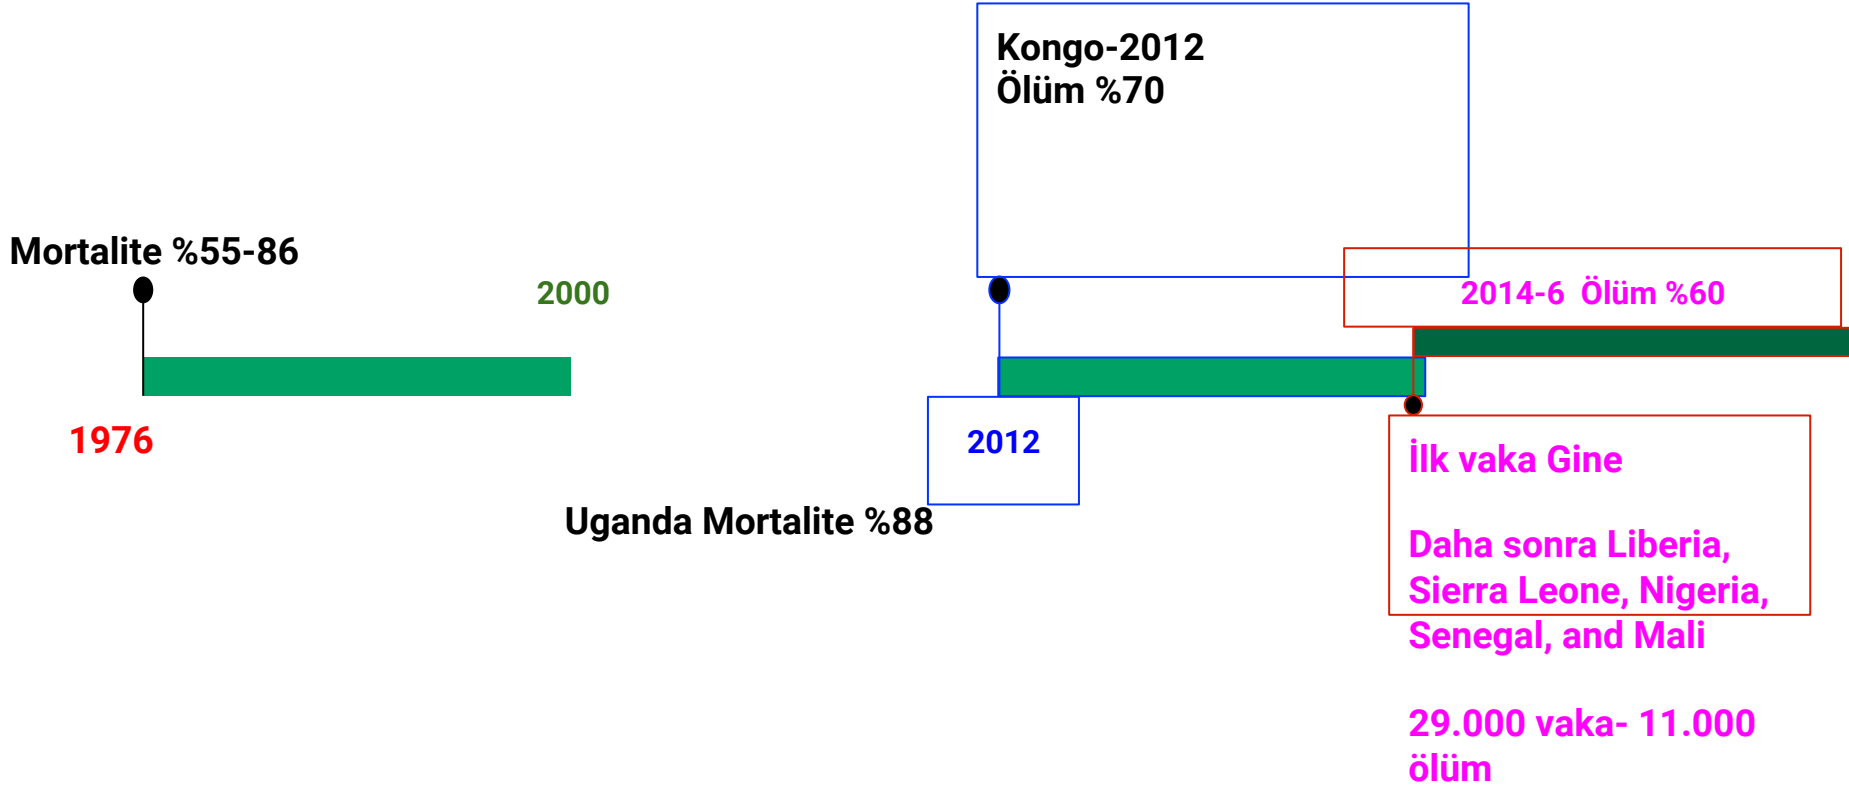 Kongo-2012
Ölüm %70
Mortalite %55-86
2000
2014-6 Ölüm %60
1976
2012
Uganda Mortalite %88
İlk vaka Gine
Daha sonra Liberia,
Sierra Leone, Nigeria,
Senegal, and Mali
29.000 vaka- 11.000
ölüm